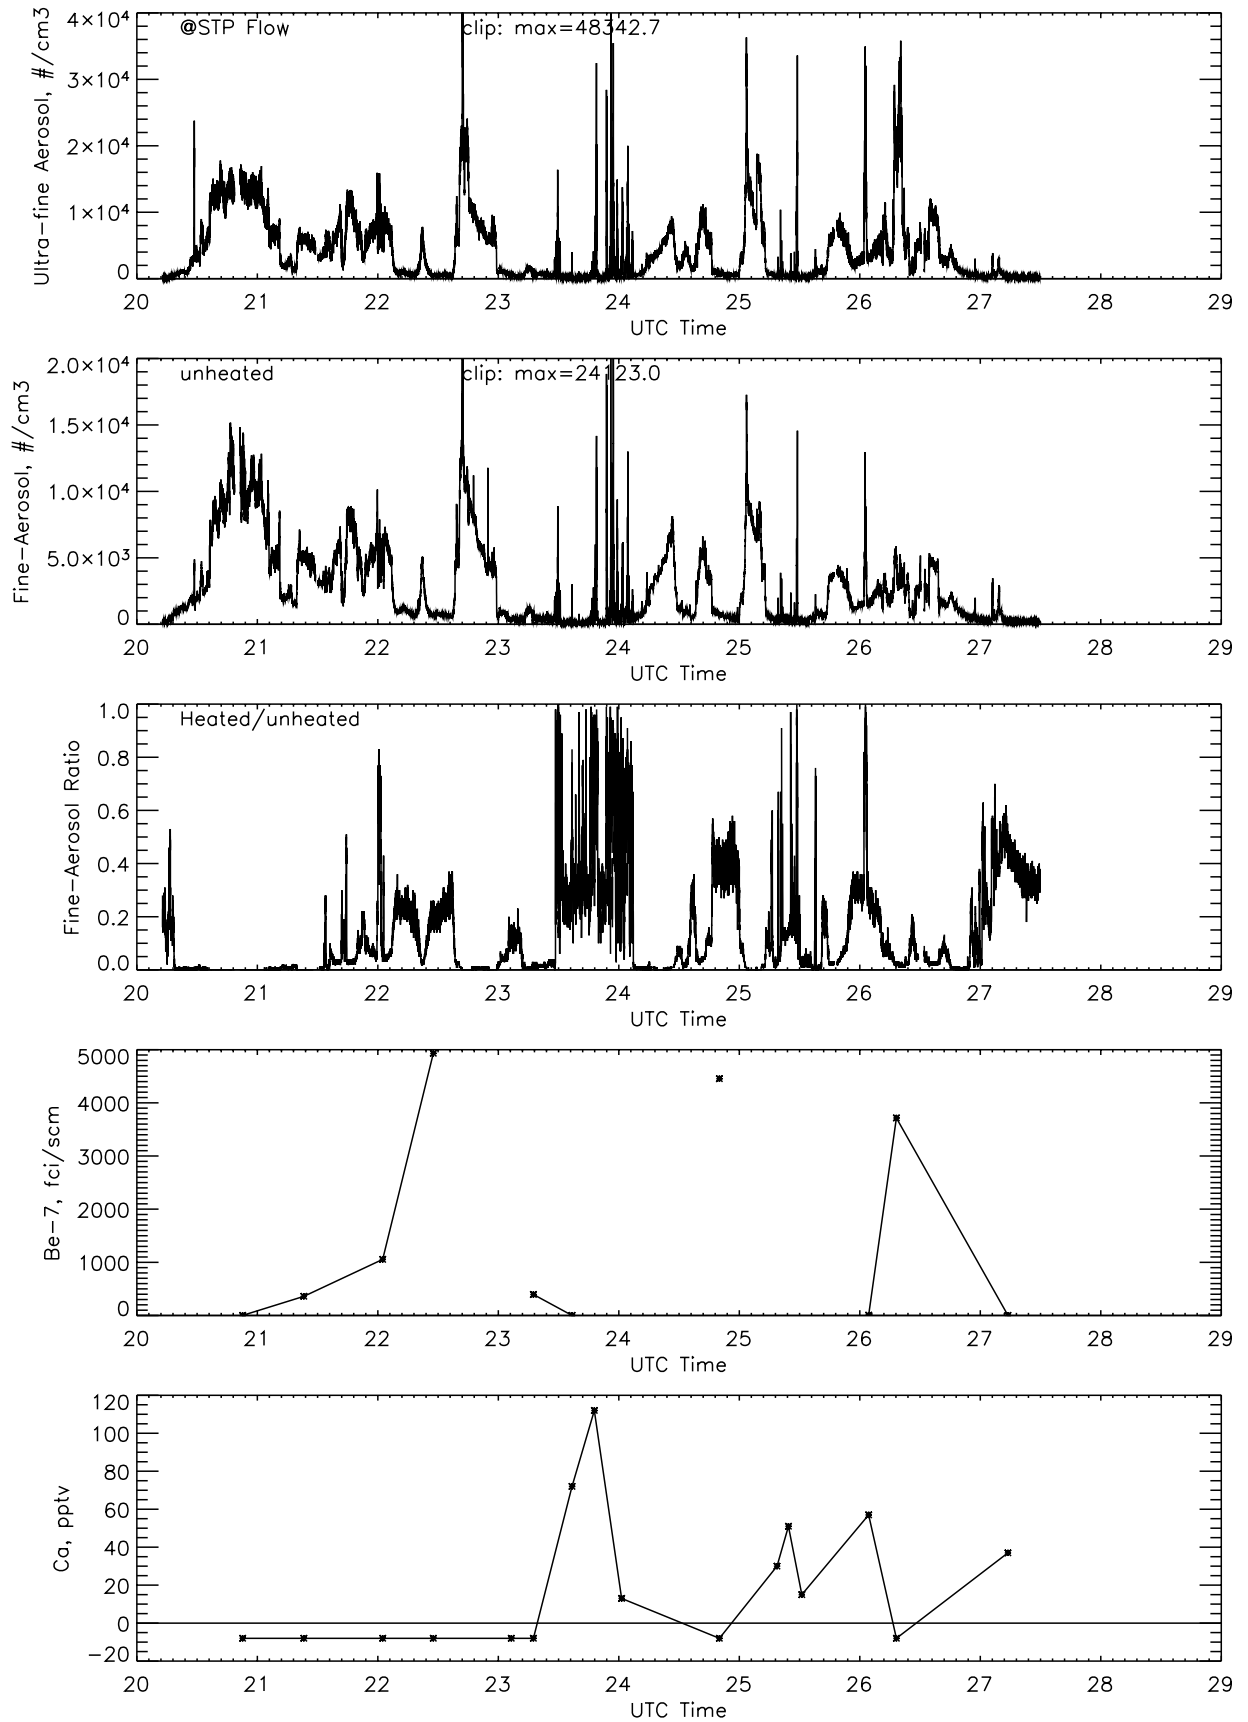 Ultra-fine Aerosol, #/cm3
4×10⁴
3×10⁴
2×10⁴
1×10⁴
0
@STP Flow
clip: max=48342.7
20 21 22 23 24 25 26 27 28 29
UTC Time
Fine-Aerosol, #/cm3
2.0×10⁴
1.5×10⁴
1.0×10⁴
5.0×10³
0
unheated
clip: max=24123.0
20 21 22 23 24 25 26 27 28 29
UTC Time
Fine-Aerosol Ratio
1.0
0.8
0.6
0.4
0.2
0.0
Heated/unheated
20 21 22 23 24 25 26 27 28 29
UTC Time
Be-7, fci/scm
5000
4000
3000
2000
1000
0
20 21 22 23 24 25 26 27 28 29
UTC Time
Ca, pptv
120
100
80
60
40
20
0
-20
20 21 22 23 24 25 26 27 28 29
UTC Time